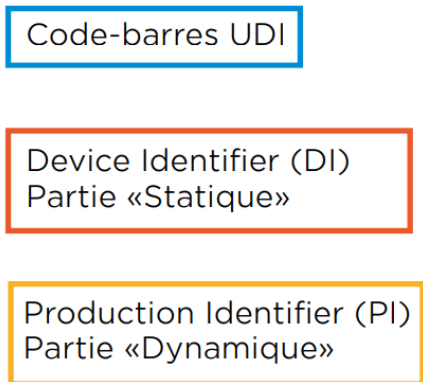 Code-barres UDI
Device Identifier (DI)
Partie «Statique»
Production Identifier (PI)
Partie «Dynamique»